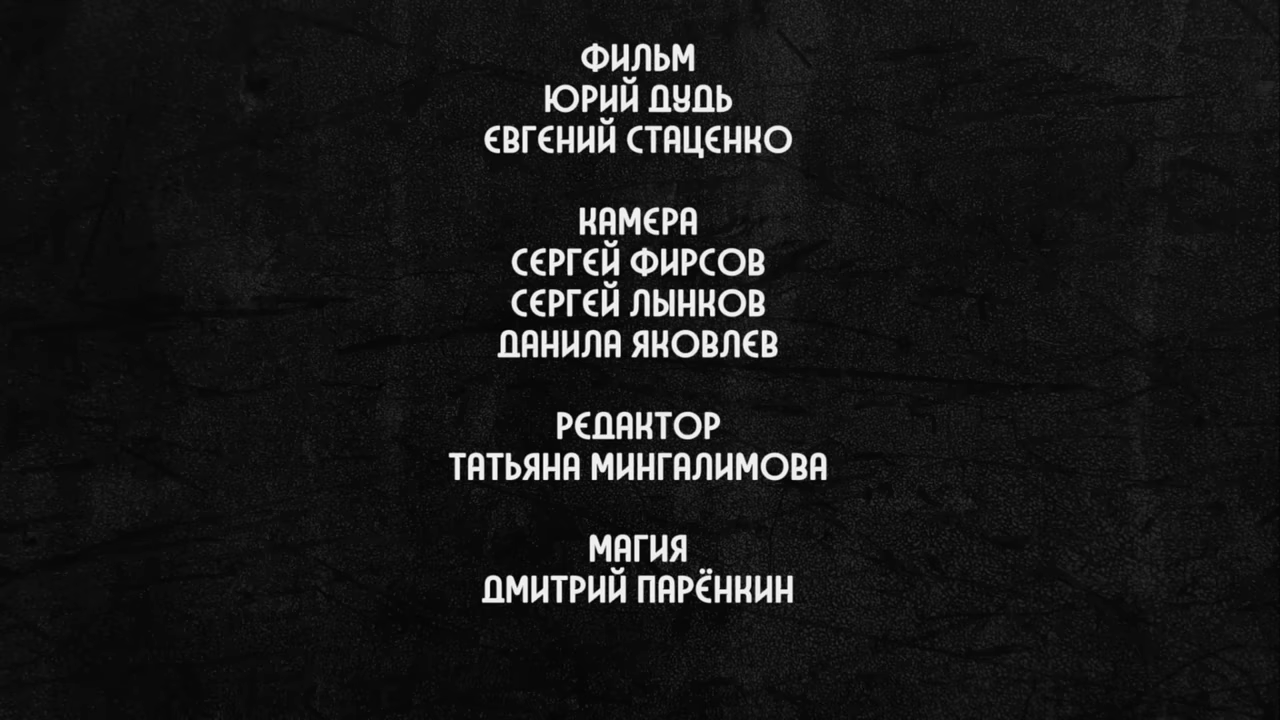 ФИЛЬМ
ЮРИЙ ДУДЬ
ЕВГЕНИЙ СТАЦЕНКО
КАМЕРА
СЕРГЕЙ ФИРСОВ
СЕРГЕЙ ЛЫНКОВ
ДАНИЛА ЯКОВЛЕВ
РЕДАКТОР
ТАТЬЯНА МИНГАЛИМОВА
МАГИЯ
ДМИТРИЙ ПАРЁНКИН